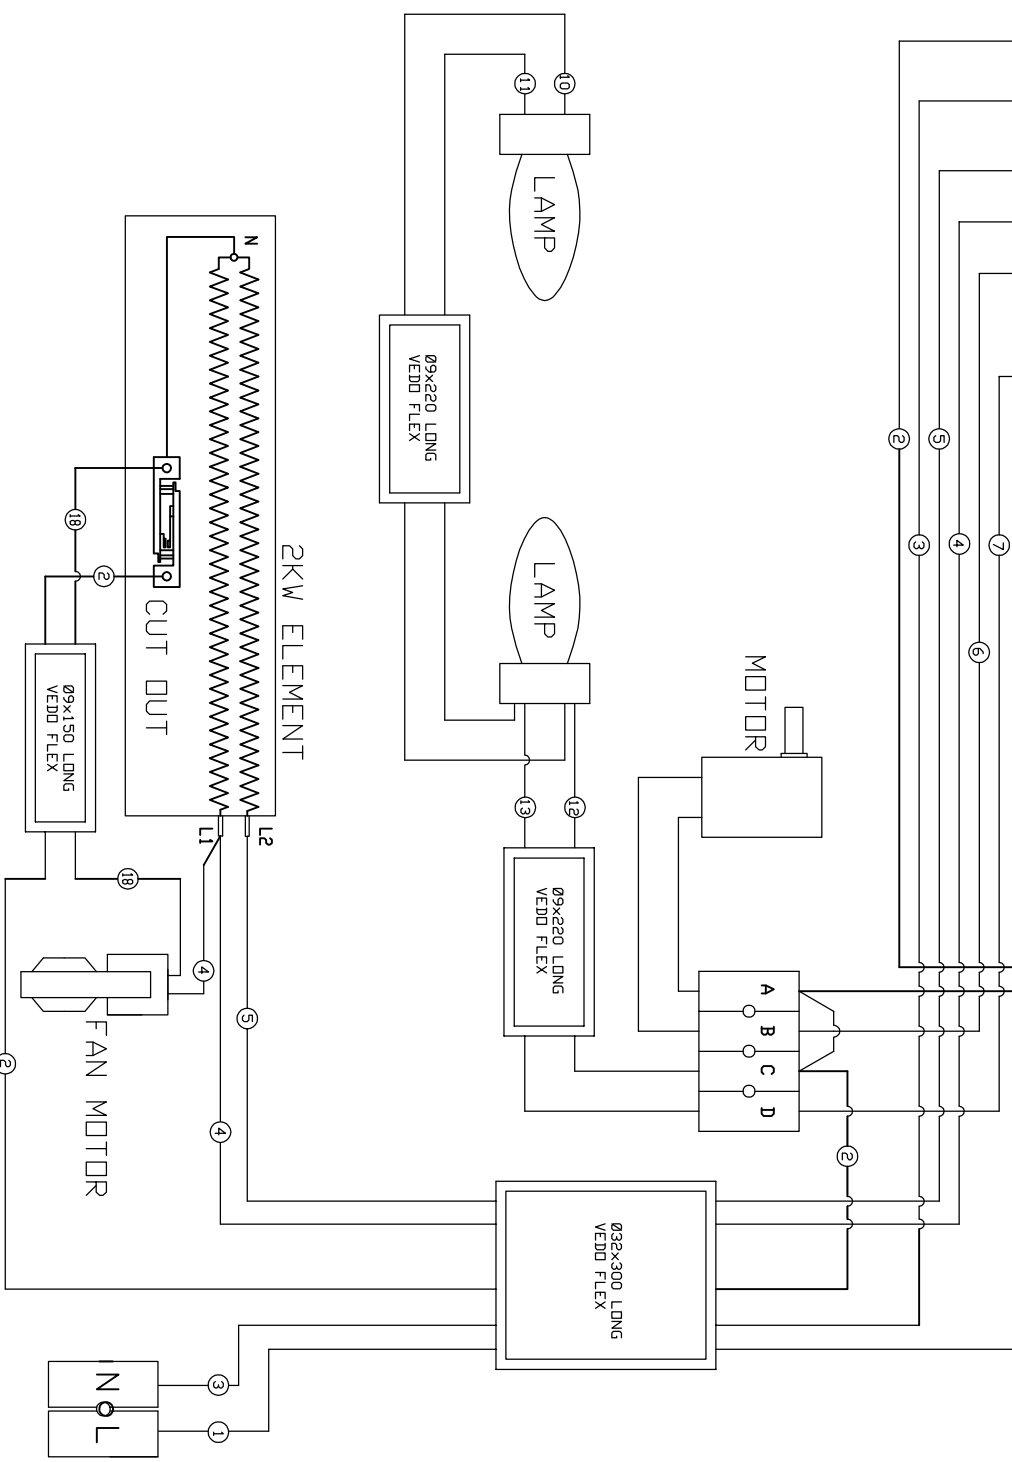 11
10
LAMP
Ø9x220 LONG
VEDO FLEX
2
5
3
4
7
6
N
18
2
2KW ELEMENT
CUT OUT
LAMP
MOTOR
Ø9x150 LONG
VEDO FLEX
L1
L2
13
12
18
4
5
Ø9x220 LONG
VEDO FLEX
A
B
C
D
2
FAN MOTOR
4
2
Ø32x300 LONG
VEDO FLEX
N
L
3
1